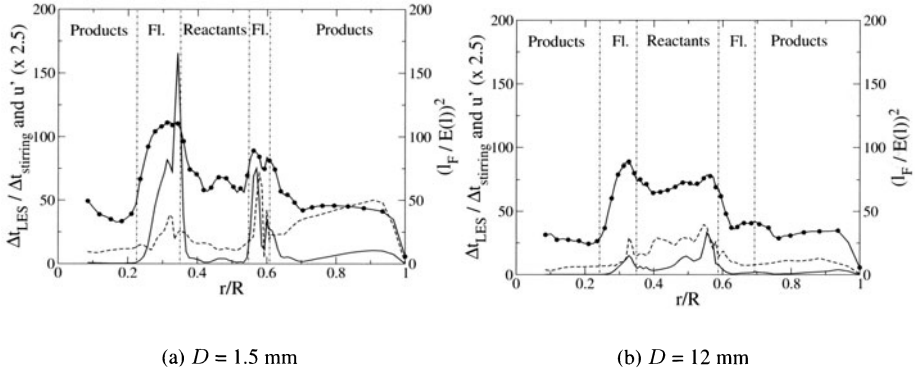 200
150
100
50
0
Δt_LES / Δt_stirring and u' (x 2.5)
Products
Fl.
Reactants
Fl.
Products
200
150
100
50
0
(l_F / E(l))²
0
0.2
0.4
0.6
0.8
1
r/R
200
150
100
50
0
Δt_LES / Δt_stirring and u' (x 2.5)
Products
Fl.
Reactants
Fl.
Products
200
150
100
50
0
(l_F / E(l))²
0
0.2
0.4
0.6
0.8
1
r/R
(a) D = 1.5 mm
(b) D = 12 mm